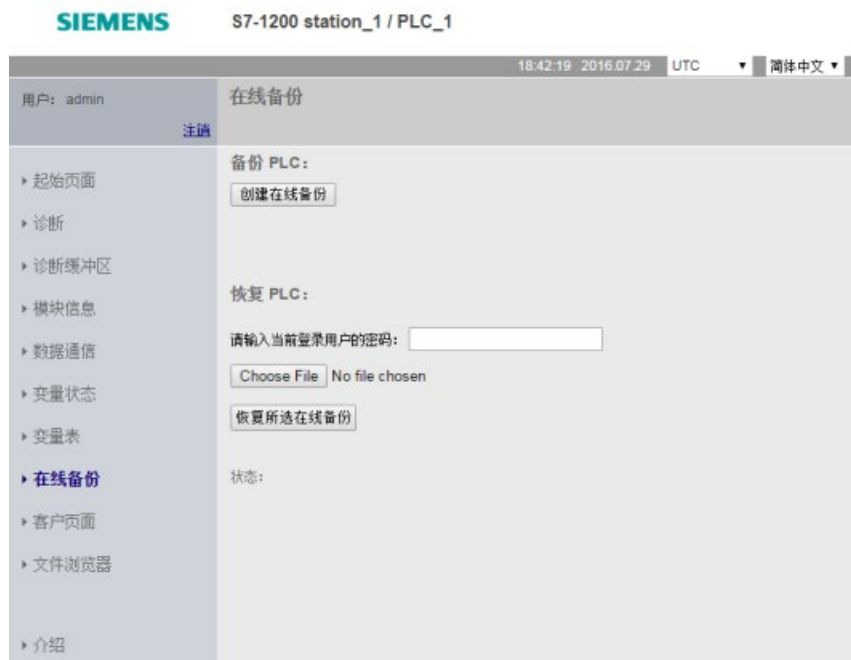 SIEMENS
S7-1200 station_1 / PLC_1
18:42:19 2016.07.29 UTC 简体中文
用户: admin
注销
在线备份
起始页面
诊断
诊断缓冲区
模块信息
数据通信
变量状态
变量表
在线备份
客户页面
文件浏览器
介绍
备份 PLC:
创建在线备份
恢复 PLC:
请输入当前登录用户的密码:
Choose File No file chosen
恢复所选在线备份
状态: